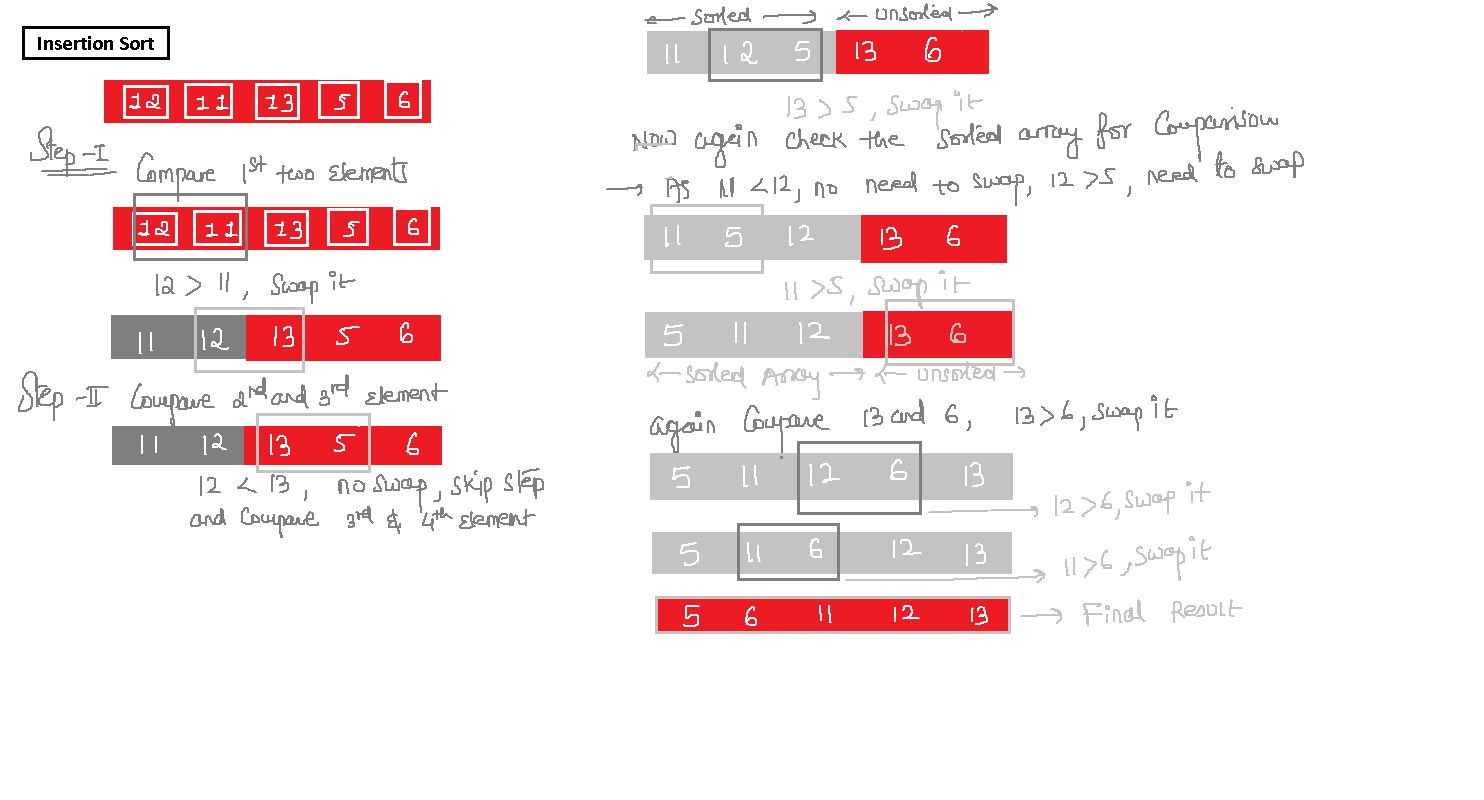 Insertion Sort
12 11 13 5 6
Step-I
Compare 1st two Elements
12 11 13 5 6
12 > 11, Swap it
11 12 13 5 6
Step-II Compare 2rd and 3rd Element
11 12 13 5 6
12 < 13, no swap, skip step
and Compare 3rd & 4th Element
← Sorted → ← unsorted →
11 12 5 13 6
13 > 5, Swap it
Now again check the Sorted array for Comparison
→ As 11 < 12, no need to swap, 12 > 5, need to swap
11 5 12 13 6
11 > 5, swap it
5 11 12 13 6
← Sorted Array → ← unsorted →
again Compare 13 and 6, 13 > 6, swap it
5 11 12 6 13
→ 12 > 6, swap it
5 11 6 12 13
→ 11 > 6, swap it
5 6 11 12 13 → Final Result